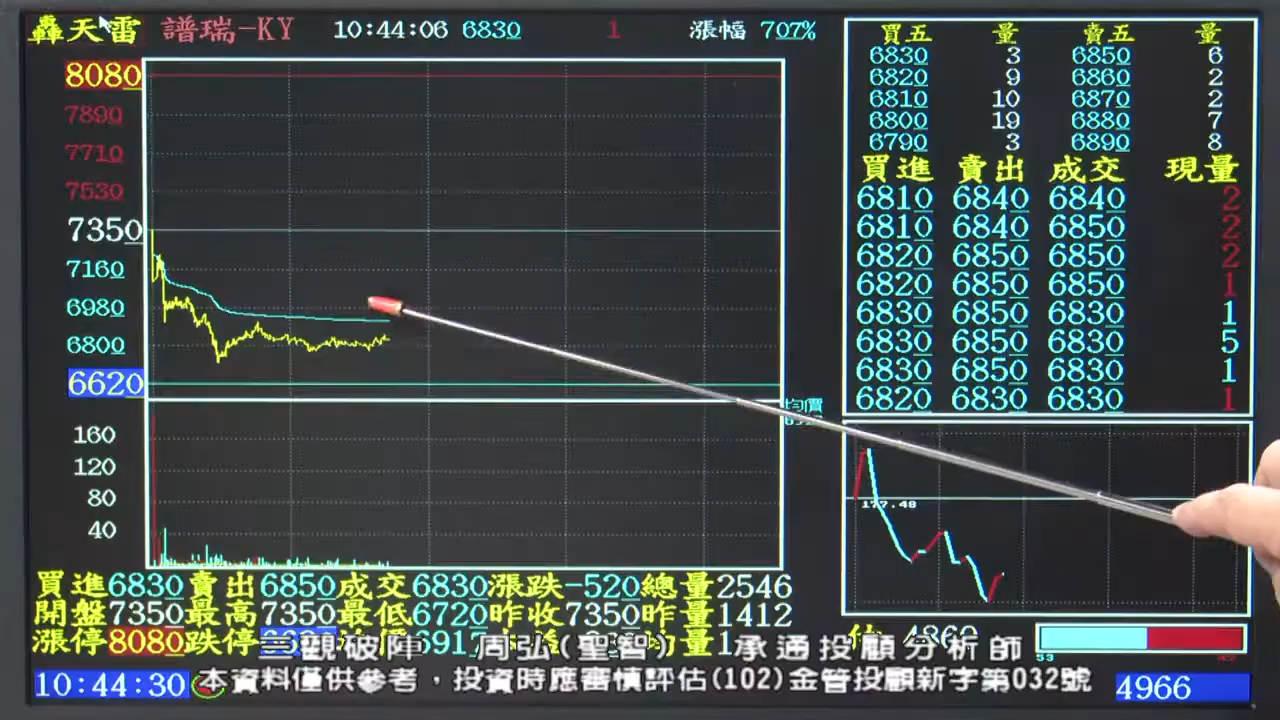 轟天雷 譜瑞-KY 10:44:06 6830 1 漲幅 707%
8080
7890
7710
7530
7350
7160
6980
6800
6620
160
120
80
40
均價
買五 量 賣五 量
6830 3 6850 6
6820 9 6860 2
6810 10 6870 2
6800 19 6880 7
6790 3 6890 8
買進 賣出 成交 現量
6810 6840 6840 2
6810 6840 6850 2
6820 6850 6850 2
6820 6850 6850 1
6830 6850 6830 1
6830 6850 6850 5
6830 6850 6830 1
6820 6830 6830 1
177.48
買進6830賣出6850成交6830漲跌-520總量2546
開盤7350最高7350最低6720昨收7350昨量1412
漲停8080跌停
53
三觀破陣 周弘(聖智) 承通投顧分析師
本資料僅供參考，投資時應審慎評估(102)金管投顧新字第032號
10:44:30
4966